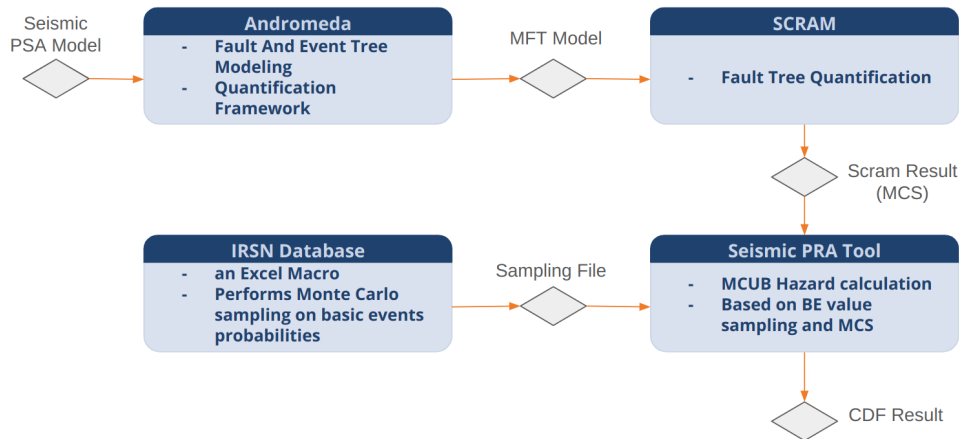 Seismic
PSA Model
Andromeda
- Fault And Event Tree
Modeling
- Quantification
Framework
MFT Model
SCRAM
- Fault Tree Quantification
Scram Result
(MCS)
IRSN Database
- an Excel Macro
- Performs Monte Carlo
sampling on basic events
probabilities
Sampling File
Seismic PRA Tool
- MCUB Hazard calculation
- Based on BE value
sampling and MCS
CDF Result